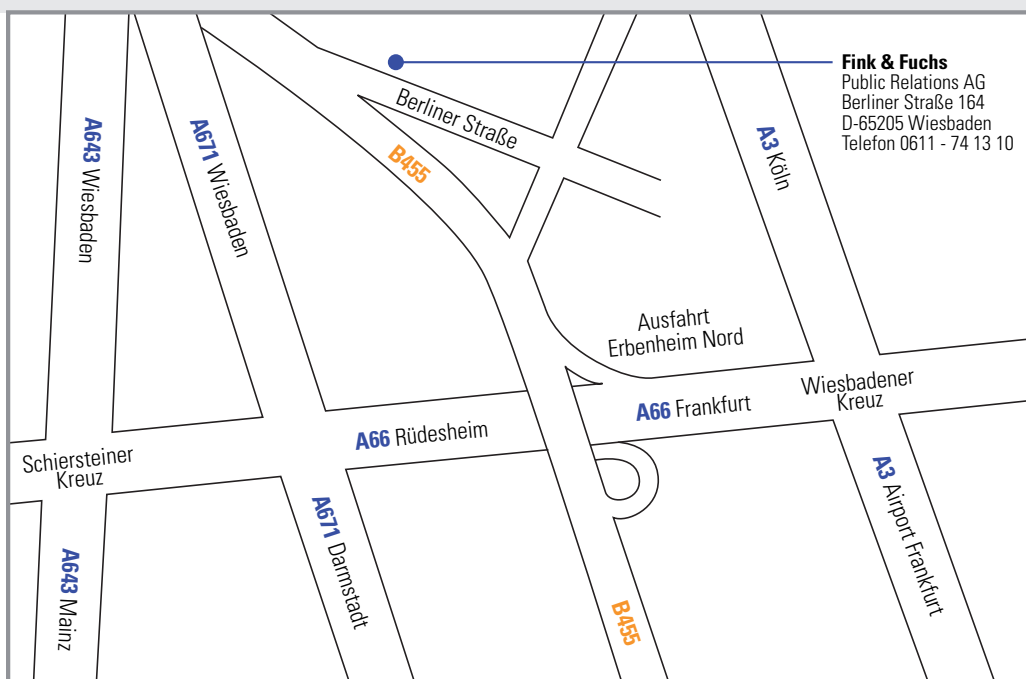 Fink & Fuchs
Public Relations AG
Berliner Straße 164
D-65205 Wiesbaden
Telefon 0611 - 74 13 10
Berliner Straße
A643 Wiesbaden
A671 Wiesbaden
B455
A3 Köln
Ausfahrt
Erbenheim Nord
Wiesbadener
Kreuz
A66 Frankfurt
A66 Rüdesheim
Schiersteiner
Kreuz
A643 Mainz
A671 Darmstadt
B455
A3 Airport Frankfurt